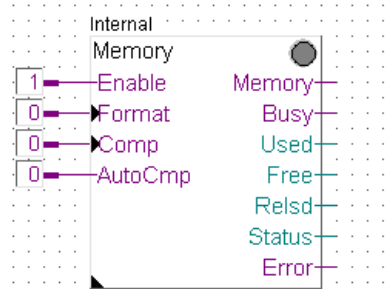 Internal
Memory
1 Enable Memory
0 Format Busy
0 Comp Used
0 AutoCmp Free
Relsd
Status
Error